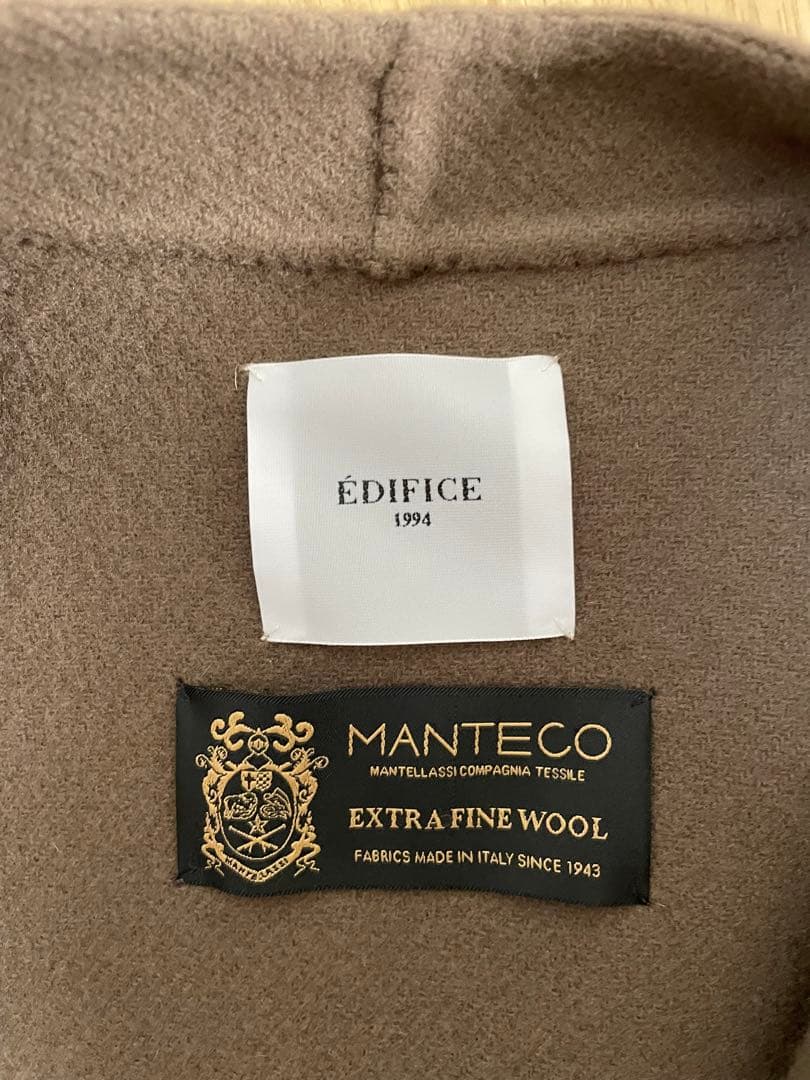 ÉDIFICE
1994
MANTECO
MANTELLASSI COMPAGNIA TESSILE
EXTRA FINE WOOL
FABRICS MADE IN ITALY SINCE 1943